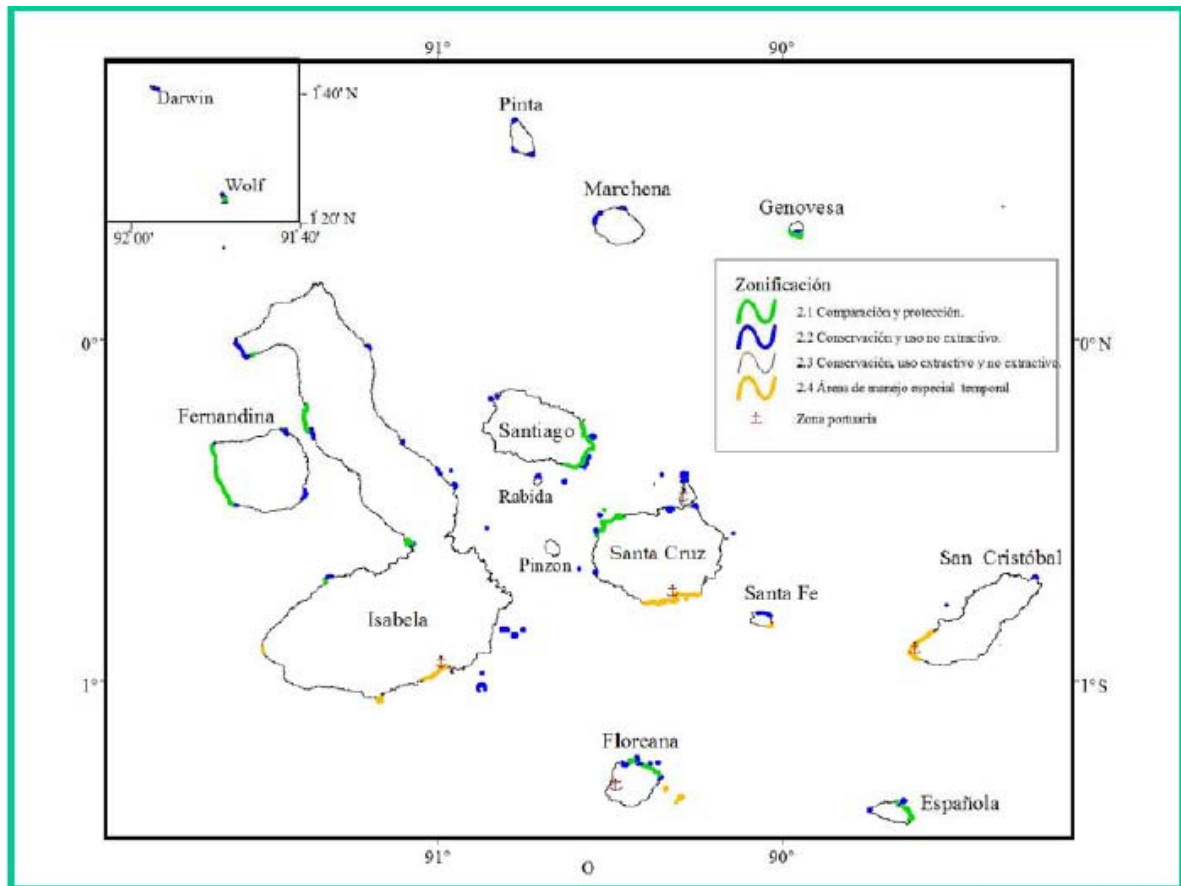 91°
90°
Darwin
1°40' N
Wolf
1°20' N
92°00'
91°40'
Pinta
Marchena
Genovesa
Zonificación
2.1 Comparación y protección.
2.2 Conservación y uso no extractivo.
2.3 Conservación, uso extractivo y no extractivo.
2.4 Áreas de manejo especial temporal
Zona portuaria
0°
0°N
Fernandina
Santiago
Rabida
Pinzon
Santa Cruz
San Cristóbal
Santa Fe
Isabela
1°
1°S
Floreana
Española
91°
90°
O